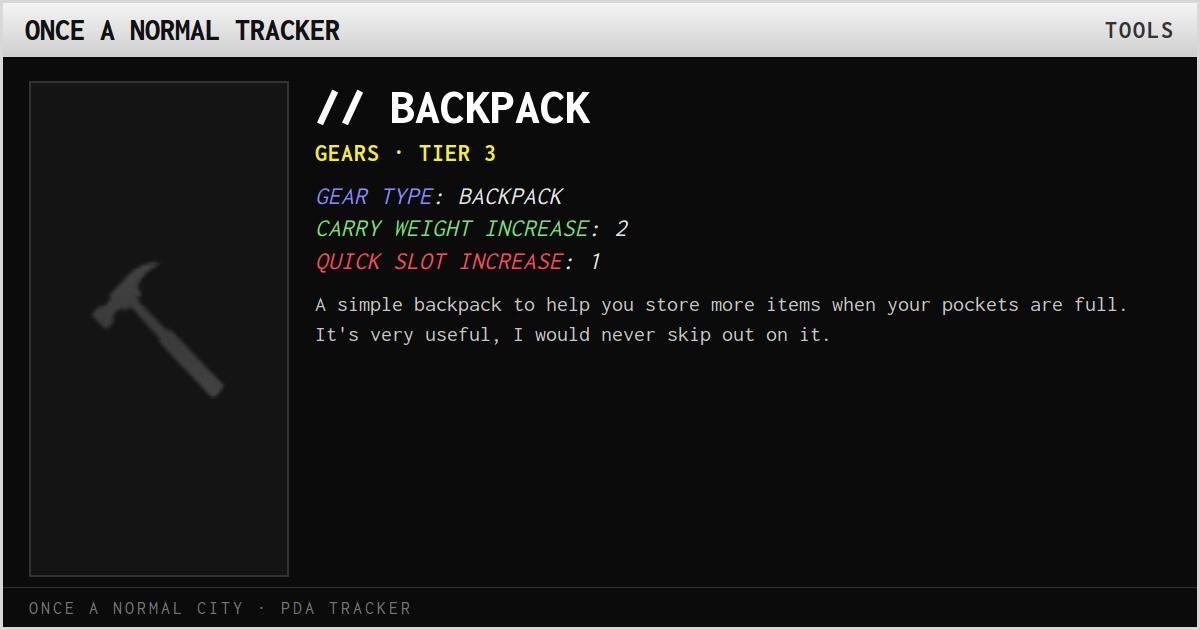 ONCE A NORMAL TRACKER
TOOLS
// BACKPACK
GEARS · TIER 3
GEAR TYPE: BACKPACK
CARRY WEIGHT INCREASE: 2
QUICK SLOT INCREASE: 1
A simple backpack to help you store more items when your pockets are full.
It's very useful, I would never skip out on it.
ONCE A NORMAL CITY · PDA TRACKER